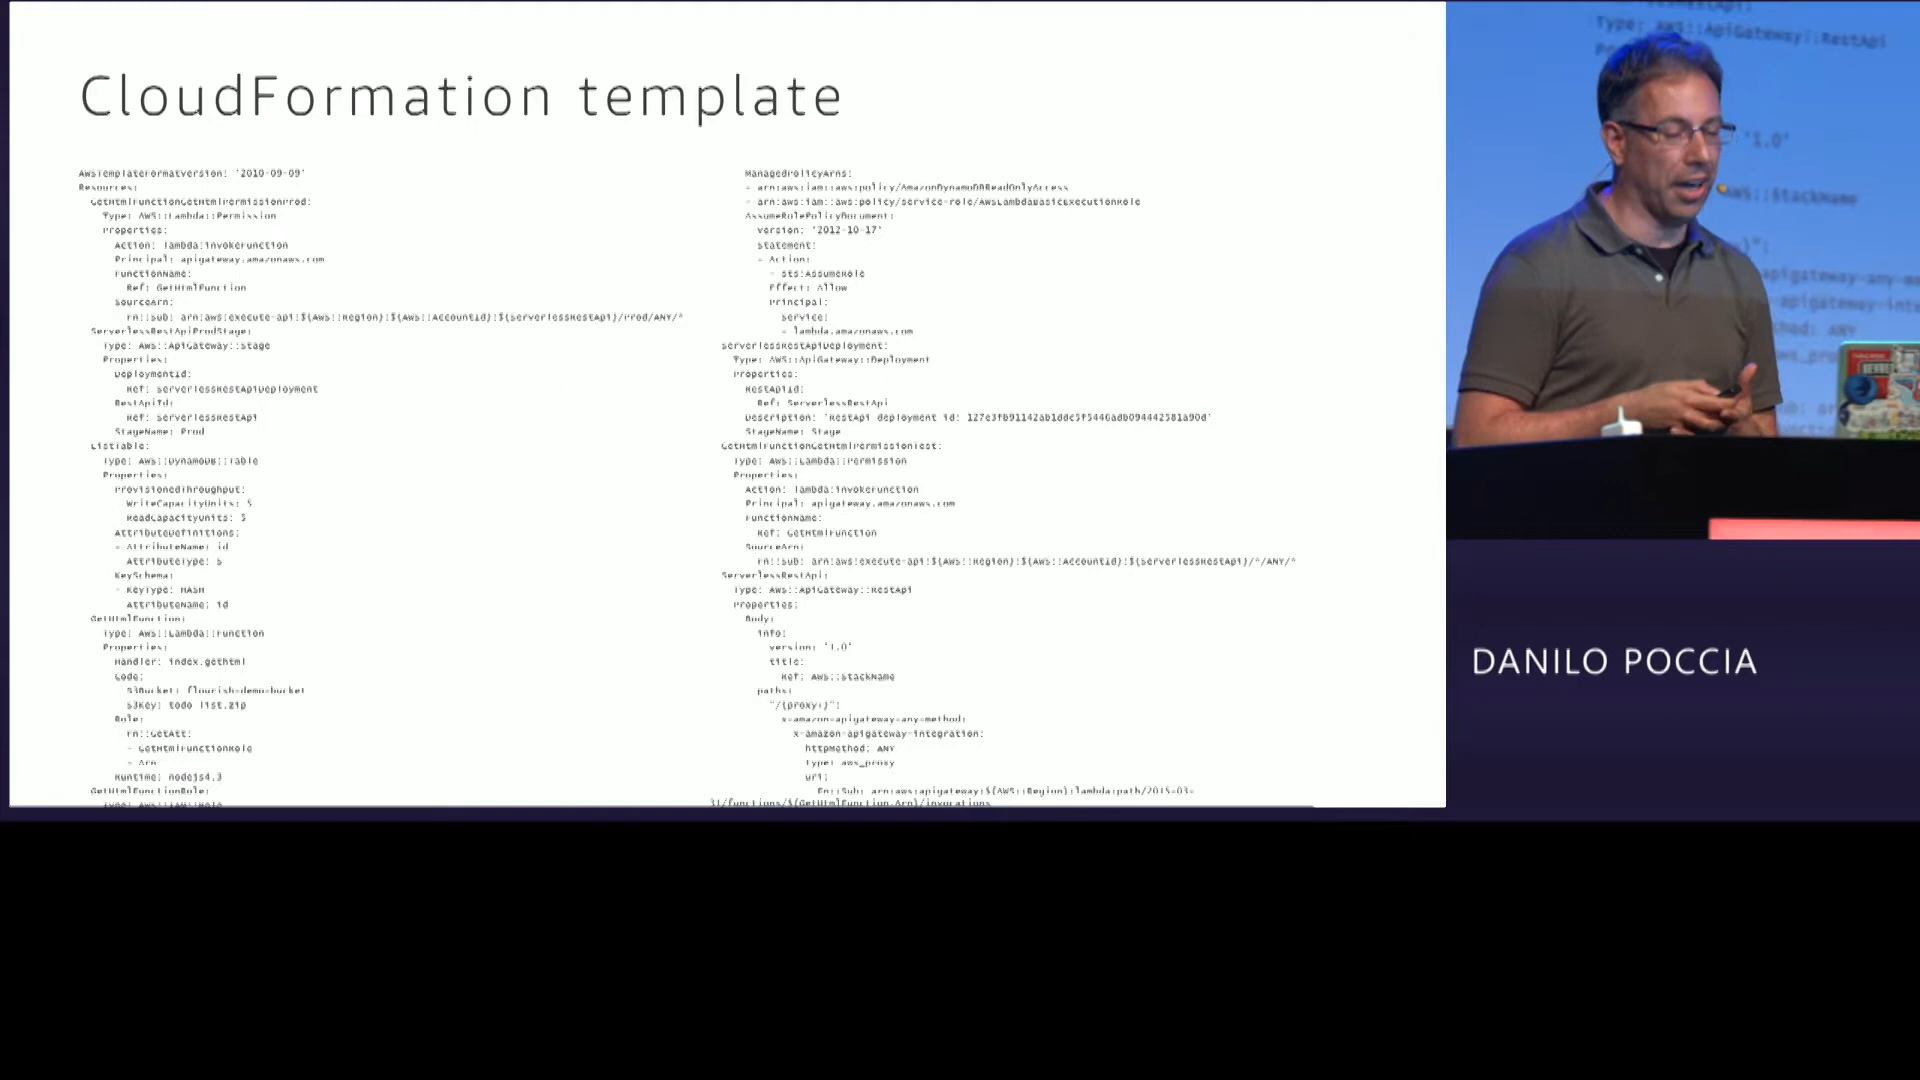 CloudFormation template
AWSTemplateFormatVersion: '2010-09-09'
Resources:
GetHtmlFunctionGetHtmlPermissionProd:
Type: AWS::Lambda::Permission
Properties:
Action: lambda:invokeFunction
Principal: apigateway.amazonaws.com
FunctionName:
Ref: GetHtmlFunction
SourceArn:
Fn::Sub: arn:aws:execute-api:${AWS::Region}:${AWS::AccountId}:${ServerlessRestApi}/Prod/ANY/*
ServerlessRestApiProdStage:
Type: AWS::ApiGateway::Stage
Properties:
DeploymentId:
Ref: ServerlessRestApiDeployment
RestApiId:
Ref: ServerlessRestApi
StageName: Prod
ListTable:
Type: AWS::DynamoDB::Table
Properties:
ProvisionedThroughput:
WriteCapacityUnits: 5
ReadCapacityUnits: 5
AttributeDefinitions:
- AttributeName: id
AttributeType: S
KeySchema:
- KeyType: HASH
AttributeName: id
GetHtmlFunction:
Type: AWS::Lambda::Function
Properties:
Handler: index.gethtml
Code:
S3Bucket: flourish-demo-bucket
S3Key: todo_list.zip
Role:
Fn::GetAtt:
- GetHtmlFunctionRole
- Arn
Runtime: nodejs4.3
GetHtmlFunctionRole:
Type: AWS::IAM::Role
ManagedPolicyArns:
- arn:aws:iam::aws:policy/AmazonDynamoDBReadOnlyAccess
- arn:aws:iam::aws:policy/service-role/AWSLambdaBasicExecutionRole
AssumeRolePolicyDocument:
Version: '2012-10-17'
Statement:
- Action:
- sts:AssumeRole
Effect: Allow
Principal:
Service:
- lambda.amazonaws.com
ServerlessRestApiDeployment:
Type: AWS::ApiGateway::Deployment
Properties:
RestApiId:
Ref: ServerlessRestApi
Description: 'RestApi deployment id: 127e3fb91142ab1ddc5f5446adb094442581a90d'
StageName: Stage
GetHtmlFunctionGetHtmlPermissionTest:
Type: AWS::Lambda::Permission
Properties:
Action: lambda:invokeFunction
Principal: apigateway.amazonaws.com
FunctionName:
Ref: GetHtmlFunction
SourceArn:
Fn::Sub: arn:aws:execute-api:${AWS::Region}:${AWS::AccountId}:${ServerlessRestApi}/*/ANY/*
ServerlessRestApi:
Type: AWS::ApiGateway::RestApi
Properties:
Body:
info:
version: '1.0'
title:
Ref: AWS::StackName
paths:
"/{proxy+}":
x-amazon-apigateway-any-method:
x-amazon-apigateway-integration:
httpMethod: ANY
type: aws_proxy
uri:
Fn::Sub: arn:aws:apigateway:${AWS::Region}:lambda:path/2015-03-
31/functions/${GetHtmlFunction.Arn}/invocations
Type: AWS::ApiGateway::RestApi
'1.0'
AWS::StackName
DANILO POCCIA